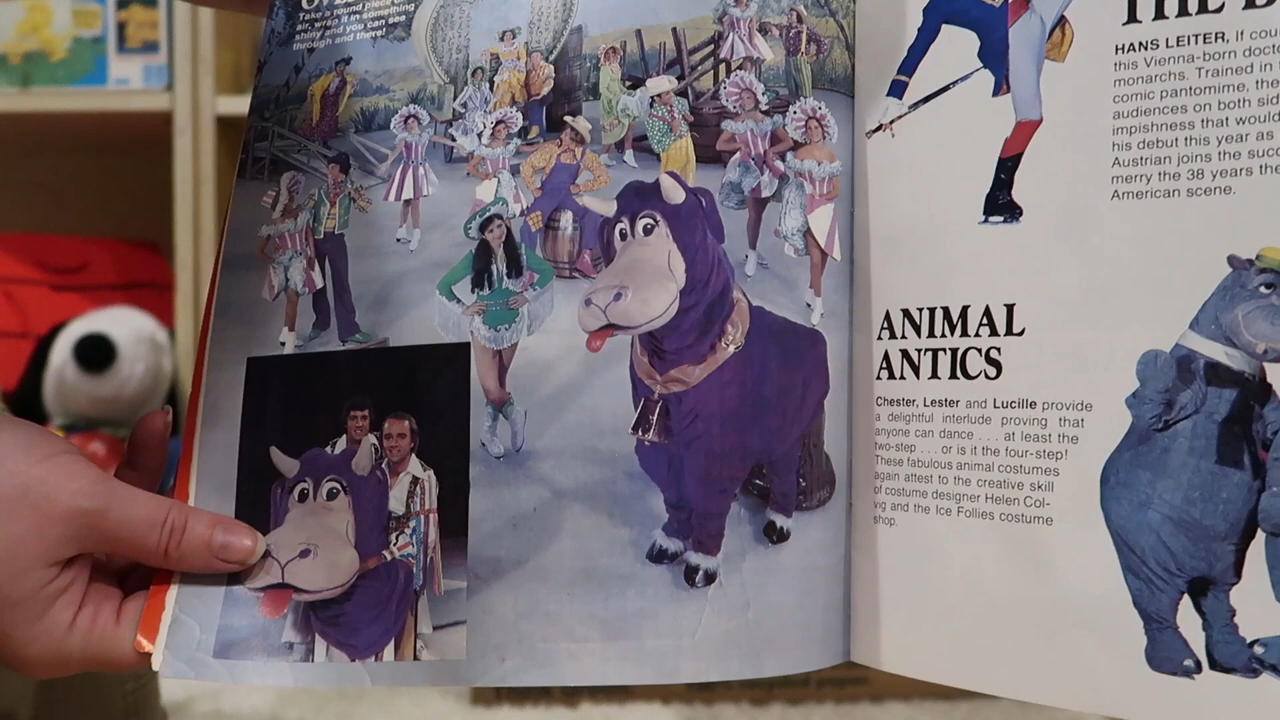 Take a round piece
air, wrap it in something
shiny and you can see
through and there!
THE
HANS LEITER, If cou
this Vienna-born docto
monarchs. Trained in
comic pantomime, the
audiences on both sid
impishness that would
his debut this year as
Austrian joins the succ
merry the 38 years the
American scene.
ANIMAL
ANTICS
Chester, Lester and Lucille provide
a delightful interlude proving that
anyone can dance . . . at least the
two-step . . . or is it the four-step!
These fabulous animal costumes
again attest to the creative skill
of costume designer Helen Col-
vig and the Ice Follies costume
shop.